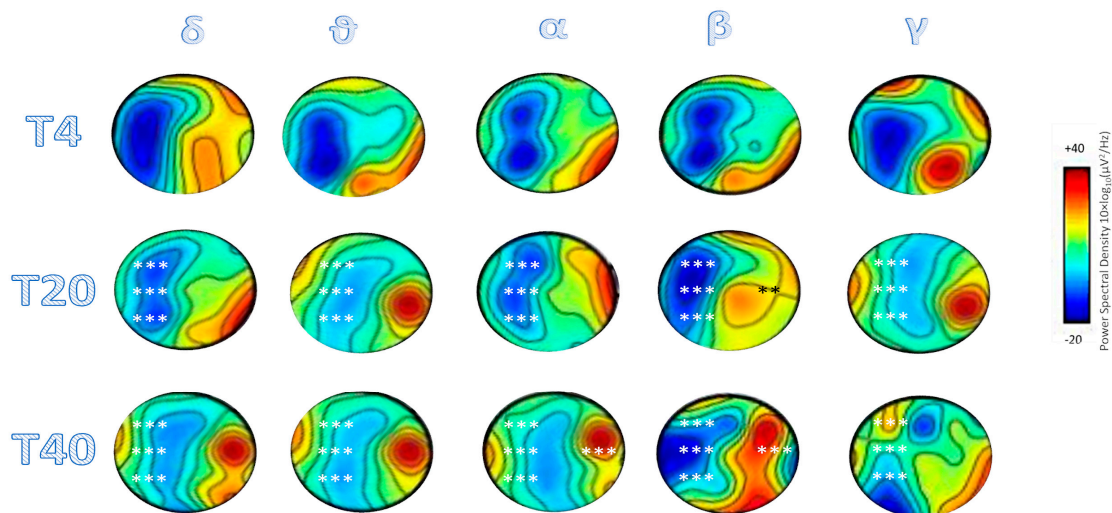 δ ϑ α β γ
T4
T20
*** *** *** *** ***
*** *** *** *** ** ***
*** *** *** *** ***
T40
*** *** *** *** ***
*** *** *** *** *** *** ***
*** *** *** *** ***
+40
-20
Power Spectral Density 10×log₁₀(μV²/Hz)